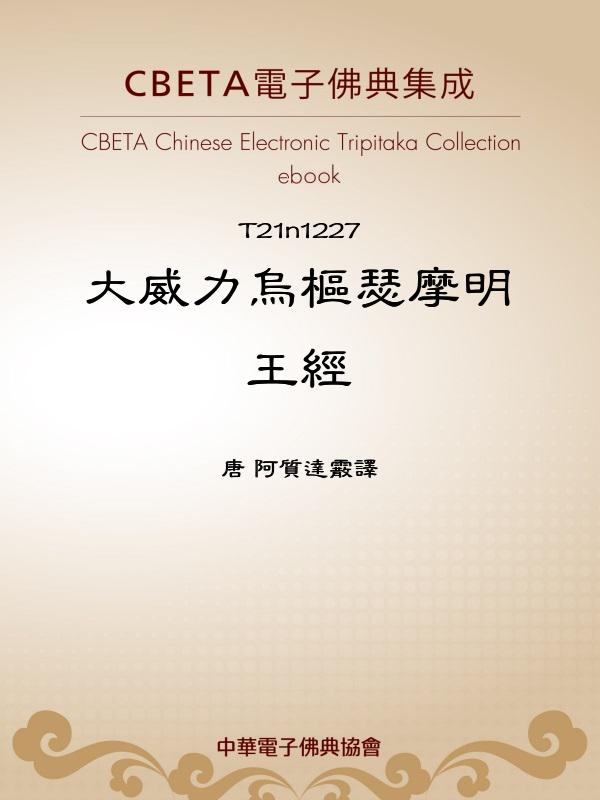 CBETA電子佛典集成
CBETA Chinese Electronic Tripitaka Collection
ebook
T21n1227
大威力烏樞瑟摩明
王經
唐 阿質達霰譯
中華電子佛典協會